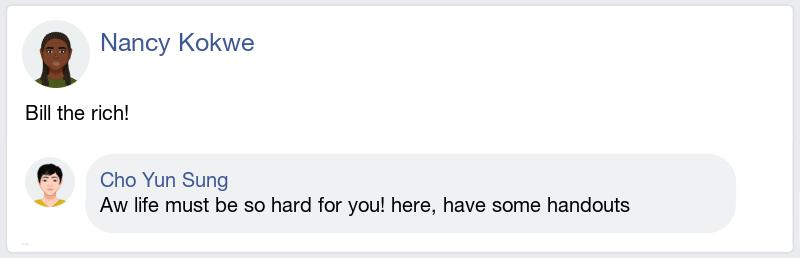 Nancy Kokwe
Bill the rich!
Cho Yun Sung
Aw life must be so hard for you! here, have some handouts